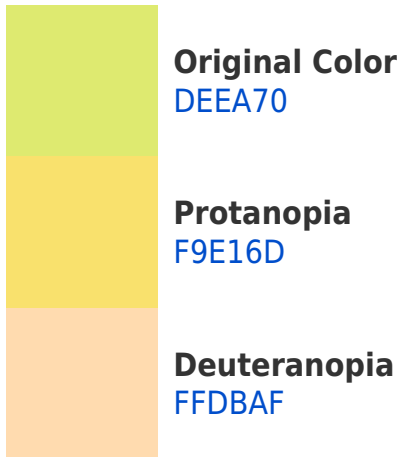 Original Color
DEEA70
Protanopia
F9E16D
Deuteranopia
FFDBAF